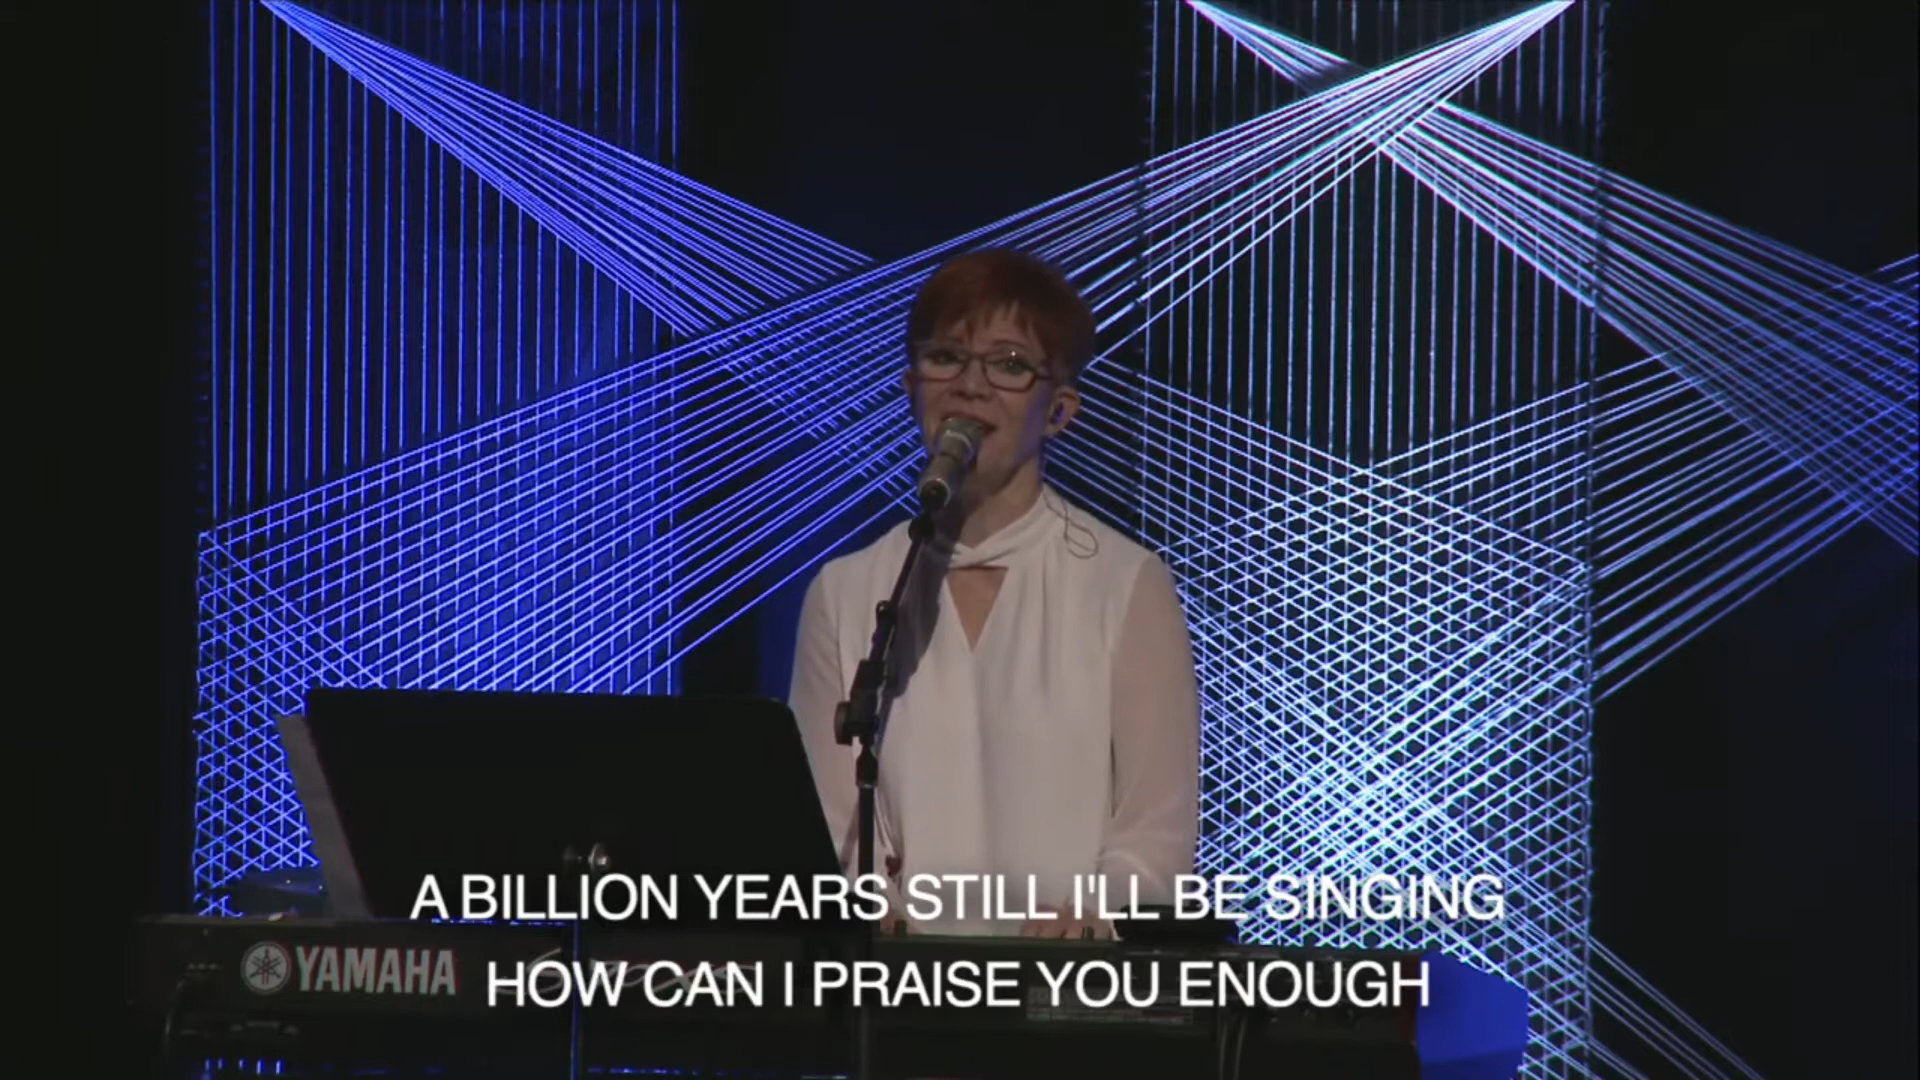 A BILLION YEARS STILL I'LL BE SINGING
YAMAHA
HOW CAN I PRAISE YOU ENOUGH